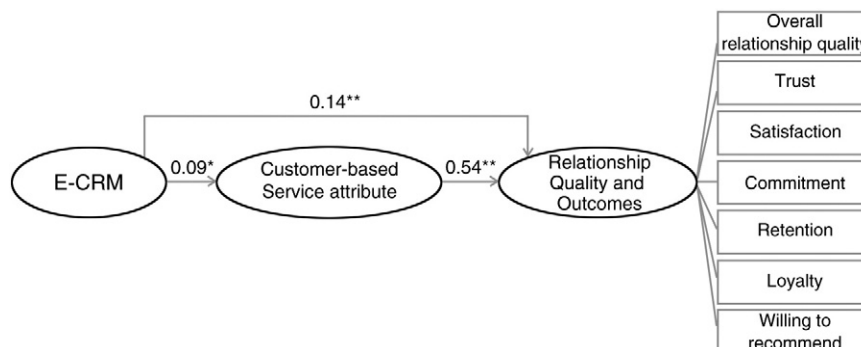 Overall
relationship quality
0.14**
Trust
Satisfaction
E-CRM
0.09*
Customer-based
Service attribute
0.54**
Relationship
Quality and
Outcomes
Commitment
Retention
Loyalty
Willing to
recommend